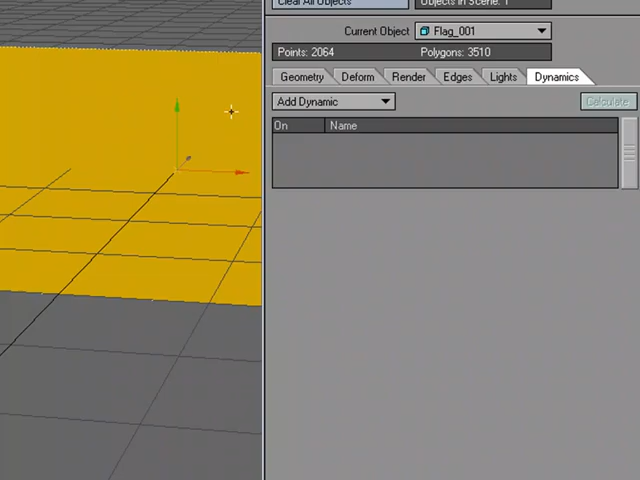 Clear All Objects Objects in Scene: 1
Current Object Flag_001
Points: 2064 Polygons: 3510
Geometry Deform Render Edges Lights Dynamics
Add Dynamic Calculate
On Name